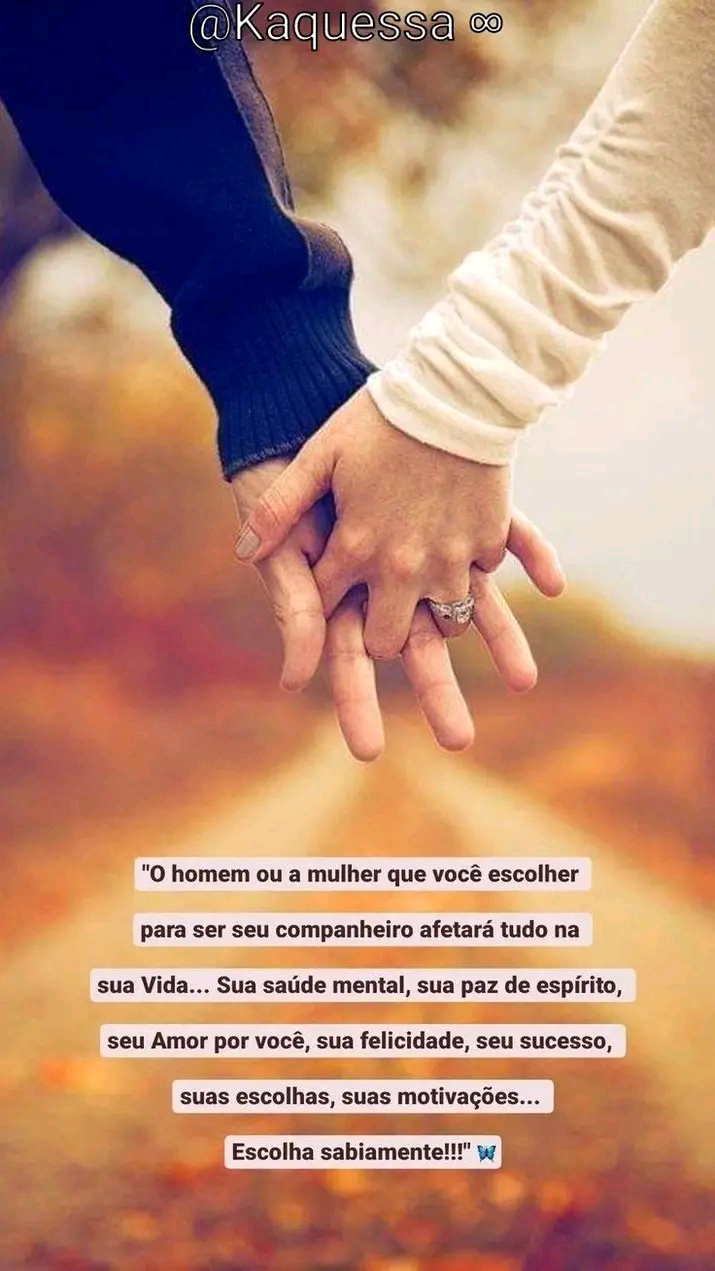 @Kaquessa ∞
"O homem ou a mulher que você escolher
para ser seu companheiro afetará tudo na
sua Vida... Sua saúde mental, sua paz de espírito,
seu Amor por você, sua felicidade, seu sucesso,
suas escolhas, suas motivações...
Escolha sabiamente!!!" 🦋